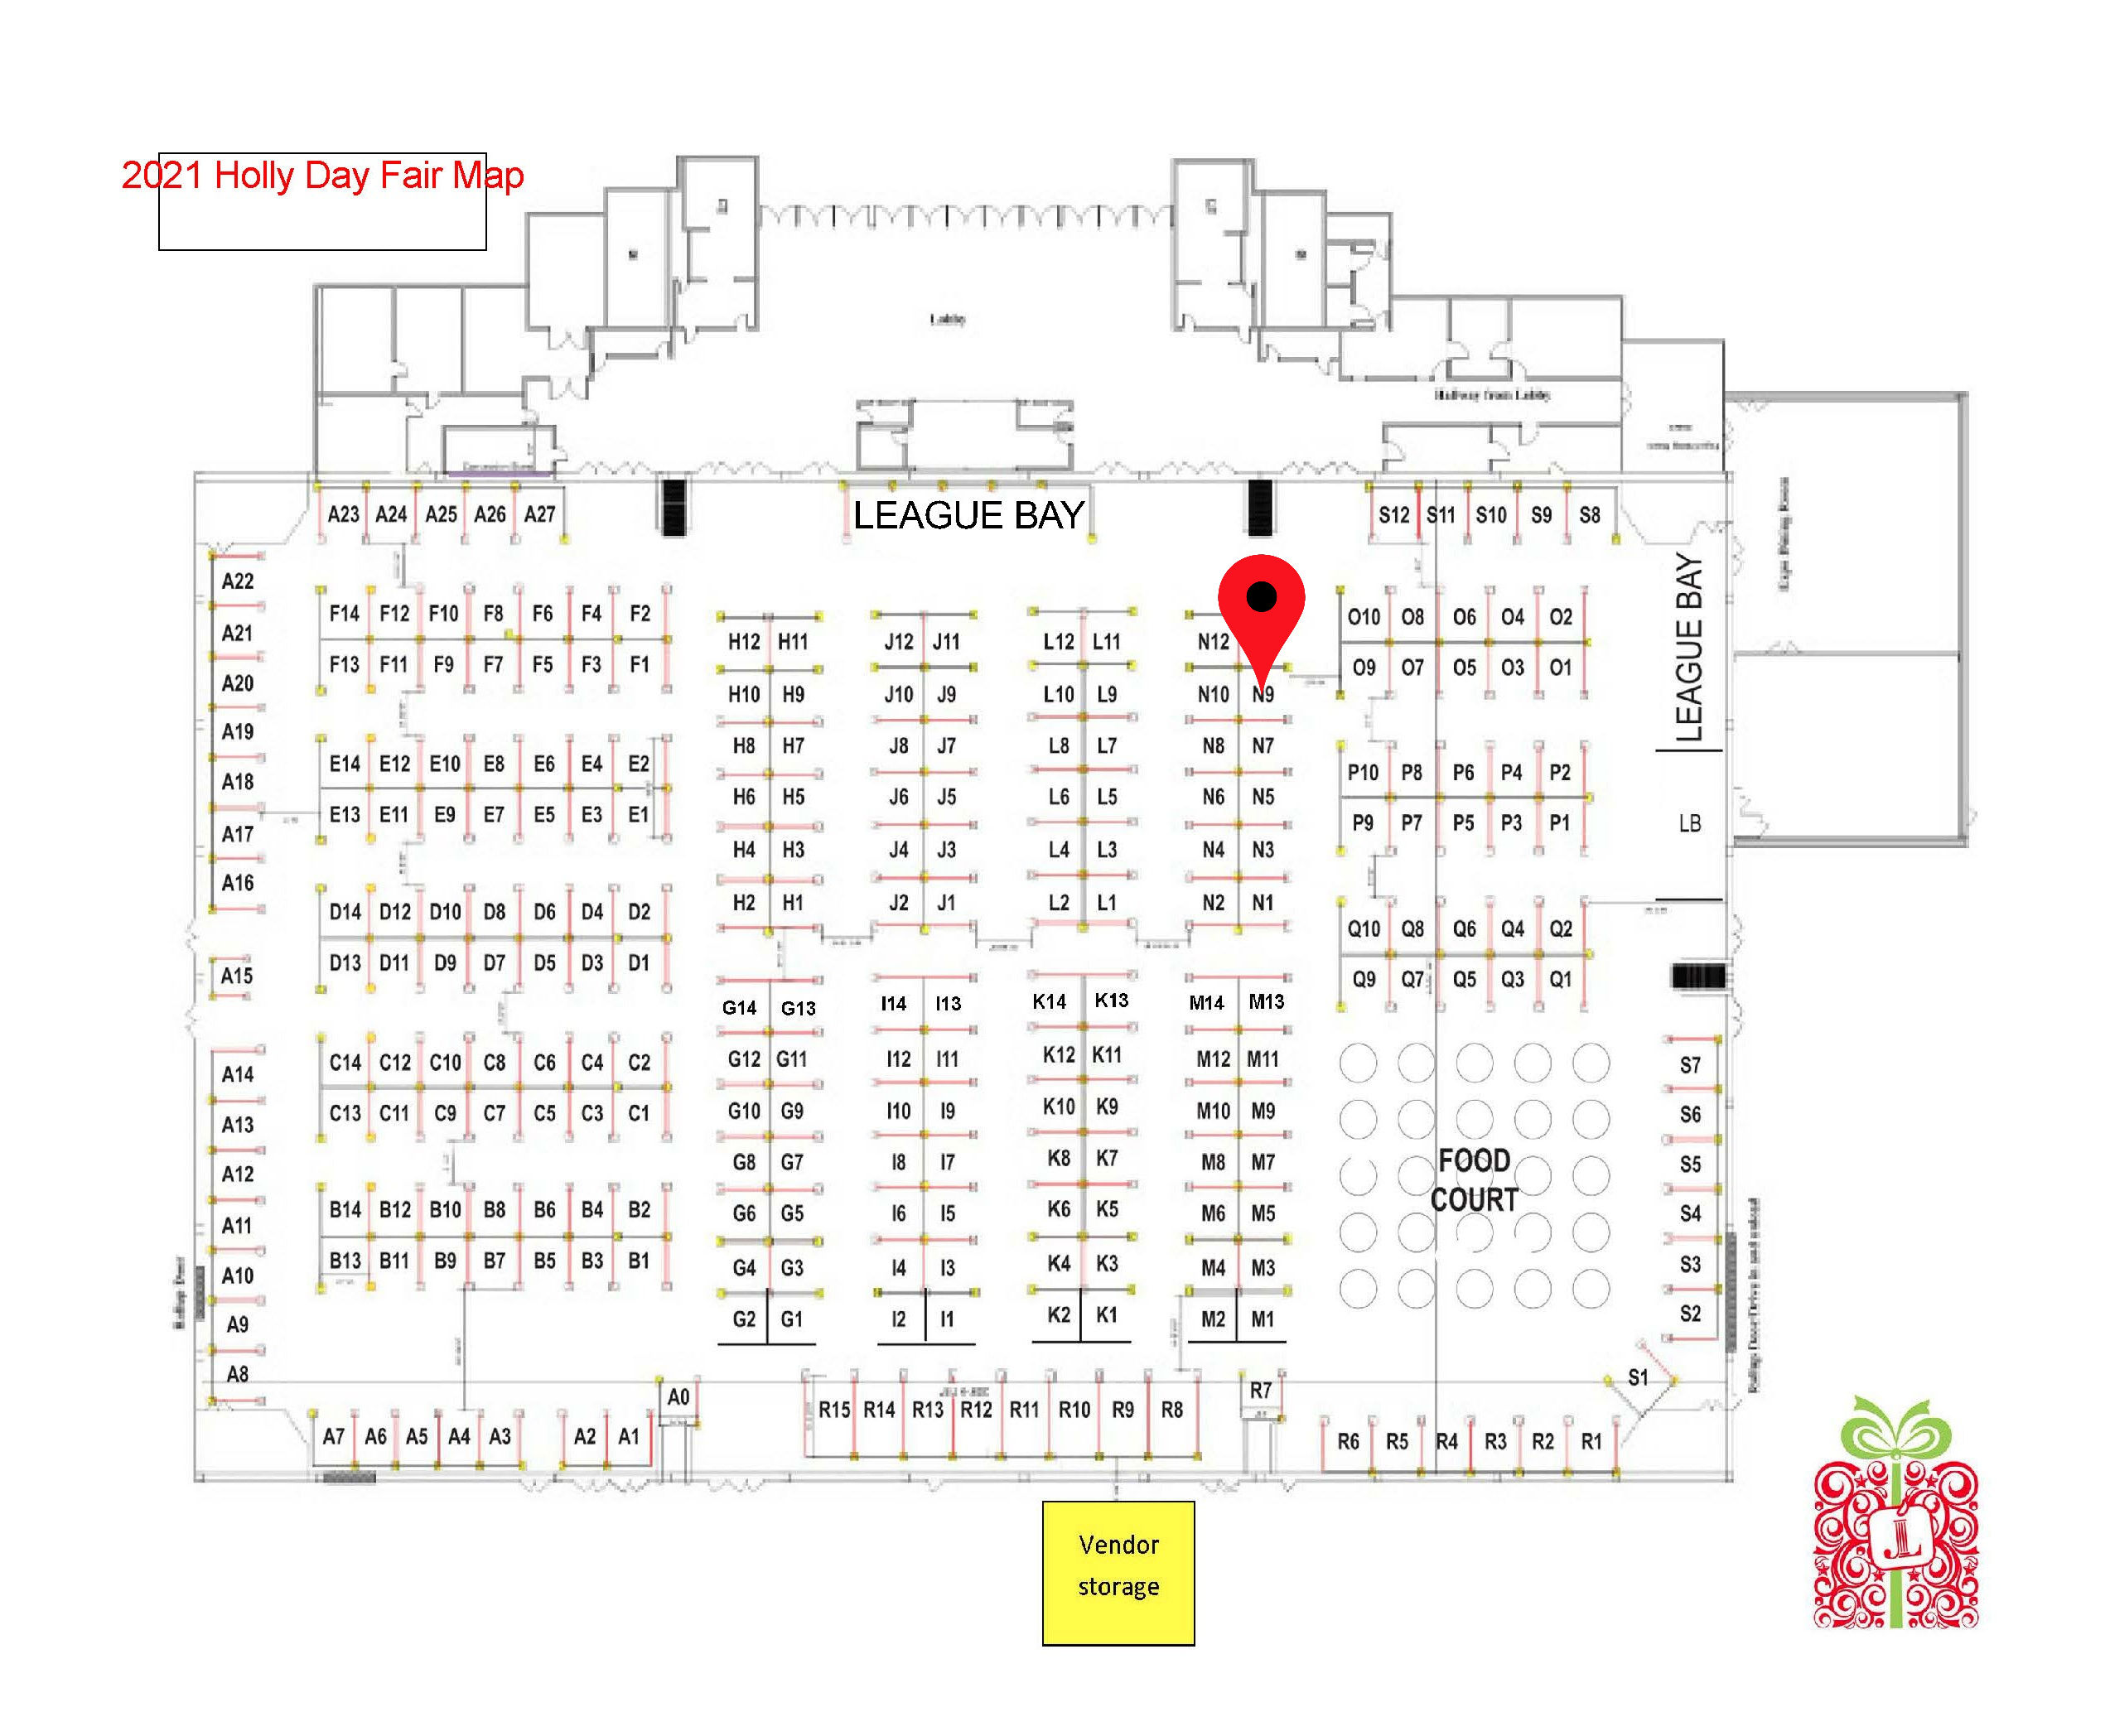 2021 Holly Day Fair Map
Lobby
Hallway from Lobby
LEAGUE BAY
A23 A24 A25 A26 A27
S12 S11 S10 S9 S8
A22
A21
A20
A19
A18
A17
A16
A15
A14
A13
A12
A11
A10
A9
A8
F14 F12 F10 F8 F6 F4 F2
F13 F11 F9 F7 F5 F3 F1
E14 E12 E10 E8 E6 E4 E2
E13 E11 E9 E7 E5 E3 E1
D14 D12 D10 D8 D6 D4 D2
D13 D11 D9 D7 D5 D3 D1
C14 C12 C10 C8 C6 C4 C2
C13 C11 C9 C7 C5 C3 C1
B14 B12 B10 B8 B6 B4 B2
B13 B11 B9 B7 B5 B3 B1
H12 H11
H10 H9
H8 H7
H6 H5
H4 H3
H2 H1
G14 G13
G12 G11
G10 G9
G8 G7
G6 G5
G4 G3
G2 G1
J12 J11
J10 J9
J8 J7
J6 J5
J4 J3
J2 J1
I14 I13
I12 I11
I10 I9
I8 I7
I6 I5
I4 I3
I2 I1
L12 L11
L10 L9
L8 L7
L6 L5
L4 L3
L2 L1
K14 K13
K12 K11
K10 K9
K8 K7
K6 K5
K4 K3
K2 K1
N12
N10 N9
N8 N7
N6 N5
N4 N3
N2 N1
M14 M13
M12 M11
M10 M9
M8 M7
M6 M5
M4 M3
M2 M1
O10 O8 O6 O4 O2
O9 O7 O5 O3 O1
P10 P8 P6 P4 P2
P9 P7 P5 P3 P1
Q10 Q8 Q6 Q4 Q2
Q9 Q7 Q5 Q3 Q1
LEAGUE BAY
LB
FOOD
COURT
S7
S6
S5
S4
S3
S2
S1
A7 A6 A5 A4 A3 A2 A1
A0
R15 R14 R13 R12 R11 R10 R9 R8
R7
R6 R5 R4 R3 R2 R1
Vendor
storage
JL